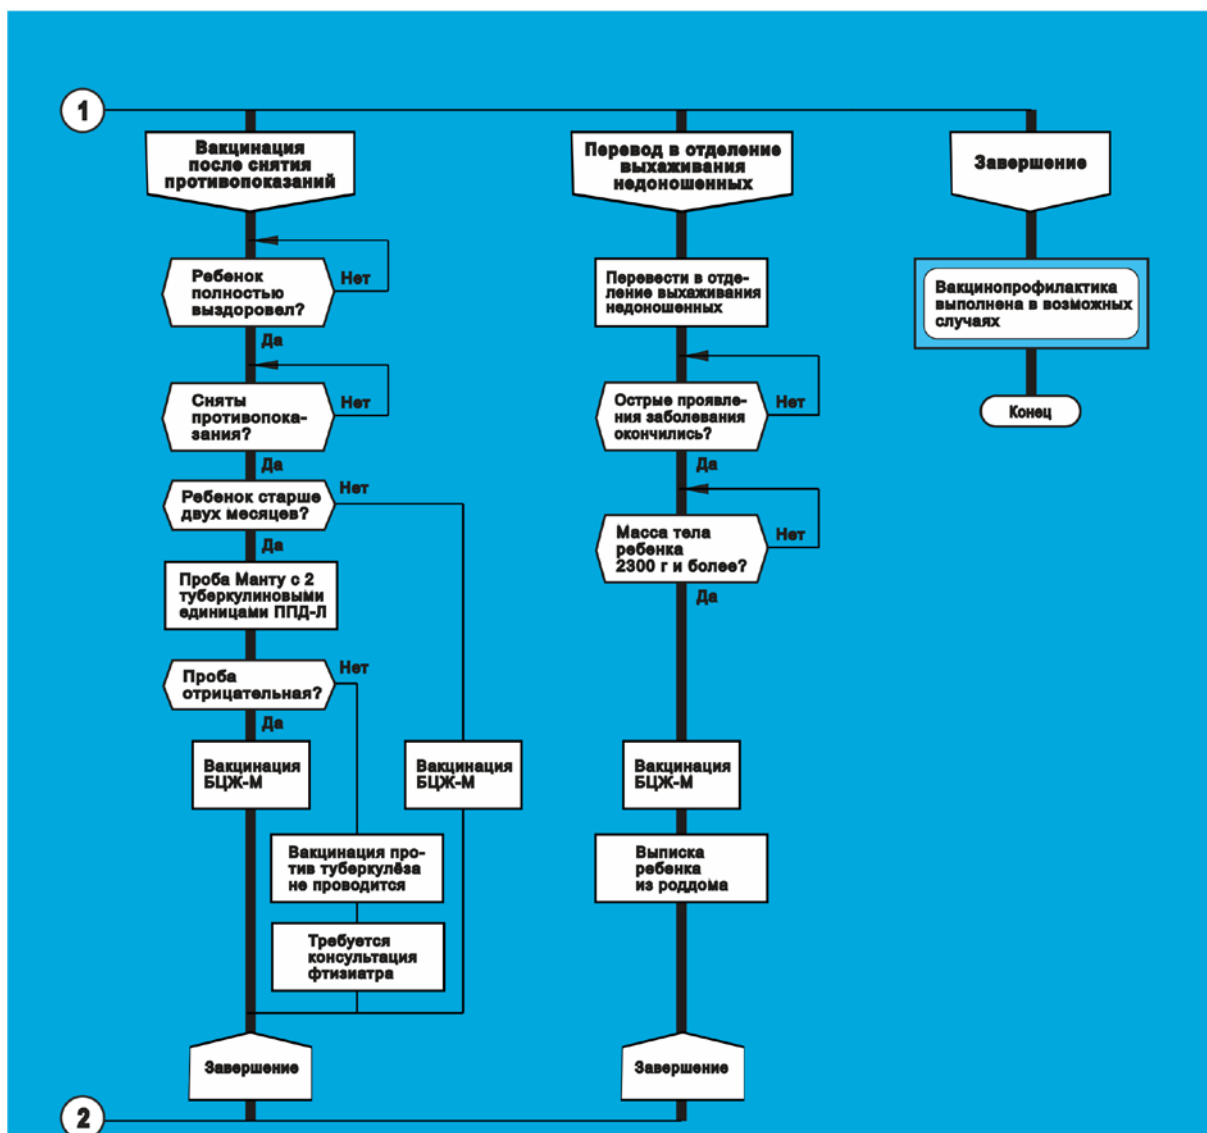 1
Вакцинация
после снятия
противопоказаний
Ребенок
полностью
выздоровел?
Нет
Да
Сняты
противопока-
зания?
Нет
Да
Ребенок старше
двух месяцев?
Нет
Да
Проба Манту с 2
туберкулиновыми
единицами ППД-Л
Проба
отрицательная?
Нет
Да
Вакцинация
БЦЖ-М
Вакцинация
БЦЖ-М
Вакцинация про-
тив туберкулёза
не проводится
Требуется
консультация
фтизиатра
Завершение
Перевод в отделение
выхаживания
недоношенных
Перевести в отде-
ление выхаживания
недоношенных
Острые проявле-
ния заболевания
окончились?
Нет
Да
Масса тела
ребенка
2300 г и более?
Нет
Да
Вакцинация
БЦЖ-М
Выписка
ребенка
из роддома
Завершение
Завершение
Вакцинопрофилактика
выполнена в возможных
случаях
Конец
2